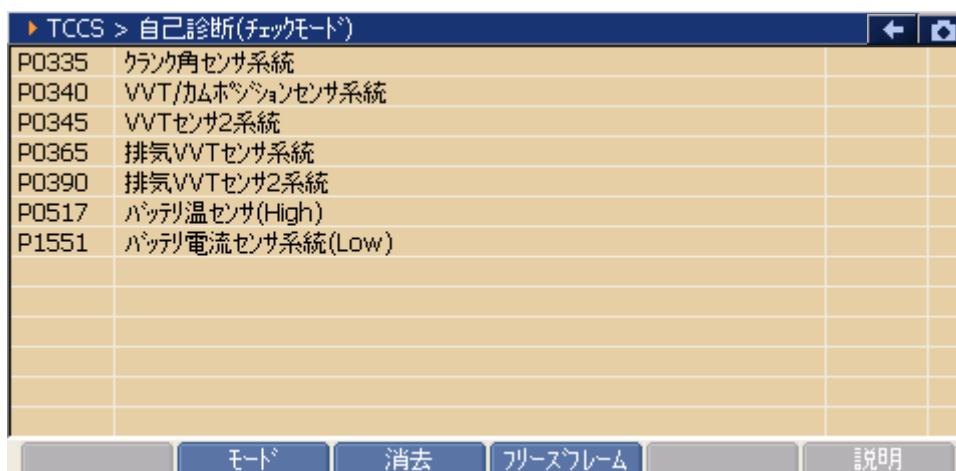 TCCS > 自己診断(ﾁｪｯｸﾓｰﾄﾞ)
P0335 ｸﾗﾝｸ角ｾﾝｻ系統
P0340 VVT/ｶﾑﾎﾟｼﾞｼｮﾝｾﾝｻ系統
P0345 VVTｾﾝｻ2系統
P0365 排気VVTｾﾝｻ系統
P0390 排気VVTｾﾝｻ2系統
P0517 ﾊﾞｯﾃﾘ温ｾﾝｻ(High)
P1551 ﾊﾞｯﾃﾘ電流ｾﾝｻ系統(Low)
ﾓｰﾄﾞ 消去 ﾌﾘｰｽﾞﾌﾚｰﾑ 説明